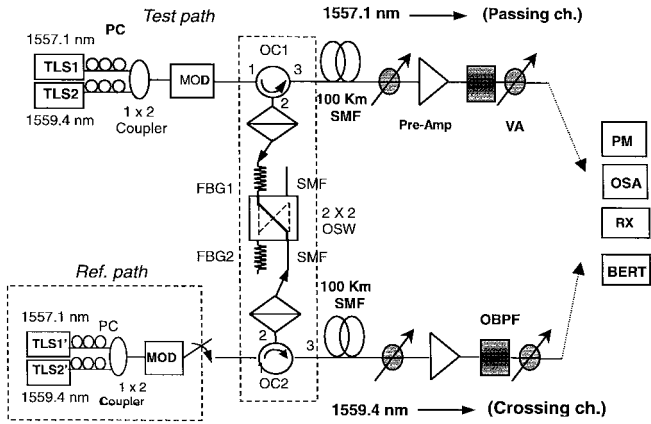 Test path
1557.1 nm
(Passing ch.)
1557.1 nm
PC
OC1
TLS1
TLS2
MOD
1
3
2
1559.4 nm
1 x 2
Coupler
100 Km
SMF
Pre-Amp
VA
PM
OSA
RX
BERT
FBG1
SMF
2 X 2
OSW
FBG2
SMF
Ref. path
100 Km
SMF
1557.1 nm
PC
OBPF
TLS1'
TLS2'
MOD
2
3
1
1559.4 nm
1 x 2
Coupler
OC2
1559.4 nm
(Crossing ch.)